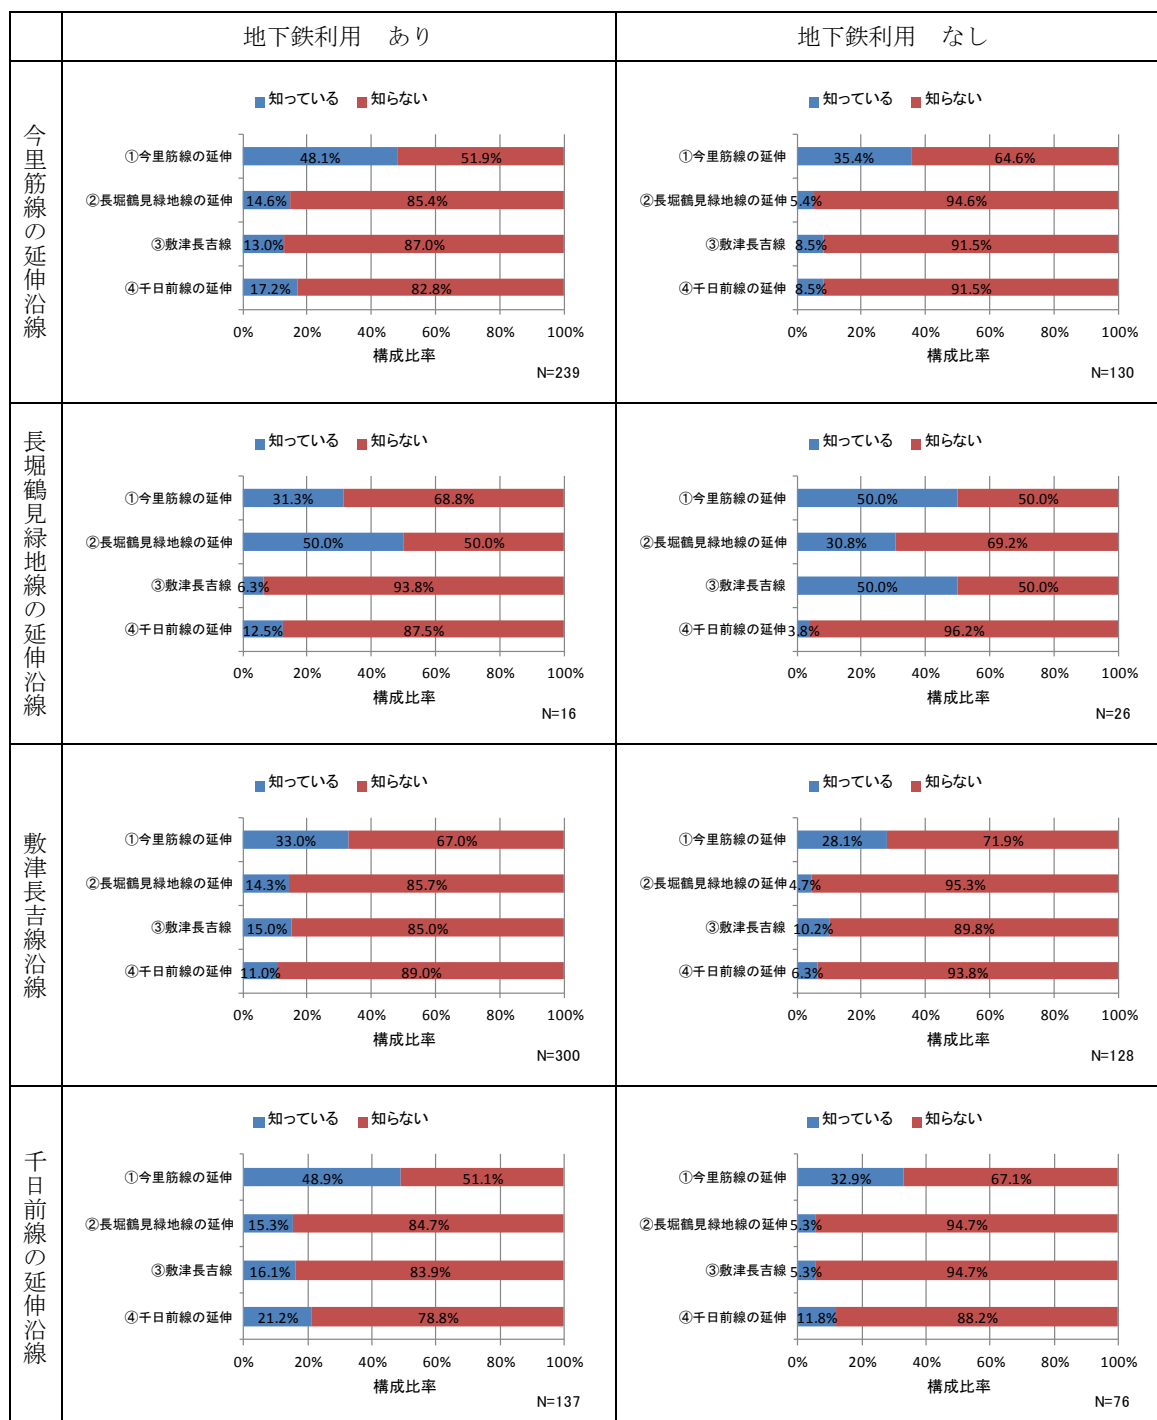 地下鉄利用　あり
地下鉄利用　なし
今里筋線の延伸沿線
知っている 知らない
①今里筋線の延伸 48.1% 51.9%
②長堀鶴見緑地線の延伸 14.6% 85.4%
③敷津長吉線 13.0% 87.0%
④千日前線の延伸 17.2% 82.8%
0% 20% 40% 60% 80% 100%
構成比率
N=239
知っている 知らない
①今里筋線の延伸 35.4% 64.6%
②長堀鶴見緑地線の延伸 5.4% 94.6%
③敷津長吉線 8.5% 91.5%
④千日前線の延伸 8.5% 91.5%
0% 20% 40% 60% 80% 100%
構成比率
N=130
長堀鶴見緑地線の延伸沿線
知っている 知らない
①今里筋線の延伸 31.3% 68.8%
②長堀鶴見緑地線の延伸 50.0% 50.0%
③敷津長吉線 6.3% 93.8%
④千日前線の延伸 12.5% 87.5%
0% 20% 40% 60% 80% 100%
構成比率
N=16
知っている 知らない
①今里筋線の延伸 50.0% 50.0%
②長堀鶴見緑地線の延伸 30.8% 69.2%
③敷津長吉線 50.0% 50.0%
④千日前線の延伸 3.8% 96.2%
0% 20% 40% 60% 80% 100%
構成比率
N=26
敷津長吉線沿線
知っている 知らない
①今里筋線の延伸 33.0% 67.0%
②長堀鶴見緑地線の延伸 14.3% 85.7%
③敷津長吉線 15.0% 85.0%
④千日前線の延伸 11.0% 89.0%
0% 20% 40% 60% 80% 100%
構成比率
N=300
知っている 知らない
①今里筋線の延伸 28.1% 71.9%
②長堀鶴見緑地線の延伸 4.7% 95.3%
③敷津長吉線 10.2% 89.8%
④千日前線の延伸 6.3% 93.8%
0% 20% 40% 60% 80% 100%
構成比率
N=128
千日前線の延伸沿線
知っている 知らない
①今里筋線の延伸 48.9% 51.1%
②長堀鶴見緑地線の延伸 15.3% 84.7%
③敷津長吉線 16.1% 83.9%
④千日前線の延伸 21.2% 78.8%
0% 20% 40% 60% 80% 100%
構成比率
N=137
知っている 知らない
①今里筋線の延伸 32.9% 67.1%
②長堀鶴見緑地線の延伸 5.3% 94.7%
③敷津長吉線 5.3% 94.7%
④千日前線の延伸 11.8% 88.2%
0% 20% 40% 60% 80% 100%
構成比率
N=76